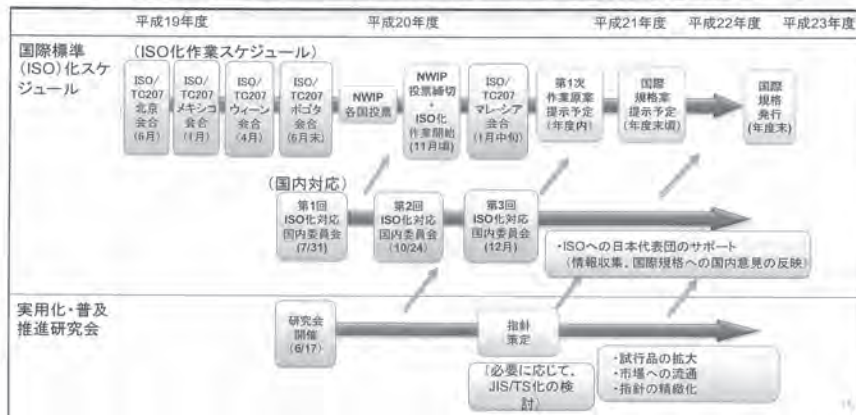 平成19年度 平成20年度 平成21年度 平成22年度 平成23年度
国際標準
(ISO)化スケ
ジュール
(ISO化作業スケジュール)
ISO/
TC207
北京
会合
(6月)
ISO/
TC207
メキシコ
会合
(1月)
ISO/
TC207
ウィーン
会合
(4月)
ISO/
TC207
ボゴタ
会合
(6月末)
NWIP
各国投票
NWIP
投票締切
・
ISO化
作業開始
(11月頃)
ISO/
TC207
マレーシア
会合
(1月中旬)
第1次
作業原案
提示予定
(年度内)
国際
規格案
提示予定
(年度末頃)
国際
規格
発行
(年度末)
(国内対応)
第1回
ISO化対応
国内委員会
(7/31)
第2回
ISO化対応
国内委員会
(10/24)
第3回
ISO化対応
国内委員会
(12月)
・ISOへの日本代表団のサポート
(情報収集、国際規格への国内意見の反映)
実用化・普及
推進研究会
研究会
開催
(6/17)
指針
策定
(必要に応じて、
JIS/TS化の検
討)
・試行品の拡大
・市場への流通
・指針の精緻化